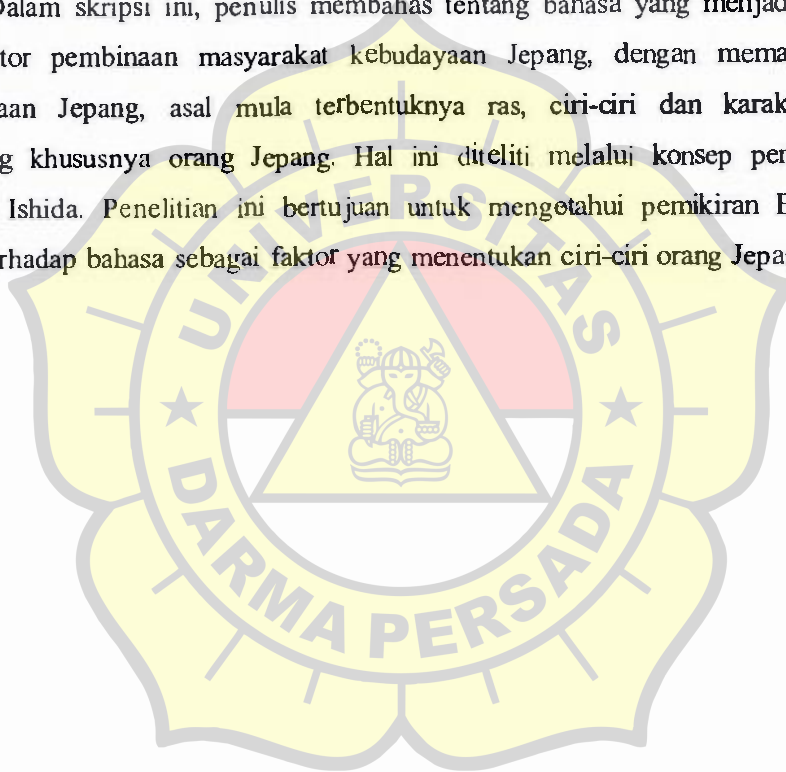 Dalam skripsi ini, penulis membahas tentang bahasa yang menjad
tor pembinaan masyarakat kebudayaan Jepang, dengan mema
aan Jepang, asal mula terbentuknya ras, ciri-ciri dan karak
g khususnya orang Jepang. Hal ini diteliti melalui konsep per
Ishida. Penelitian ini bertujuan untuk mengetahui pemikiran E
rhadap bahasa sebagai faktor yang menentukan ciri-ciri orang Jepa
UNIVERSITAS
DARMA PERSADA